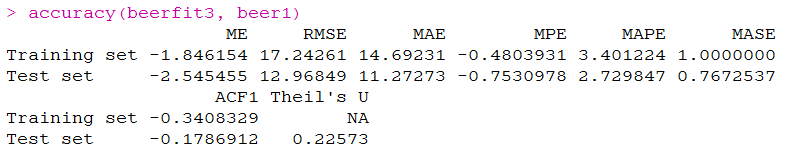 > accuracy(beerfit3, beer1)
                    ME     RMSE      MAE        MPE     MAPE      MASE
Training set -1.846154 17.24261 14.69231 -0.4803931 3.401224 1.0000000
Test set     -2.545455 12.96849 11.27273 -0.7530978 2.729847 0.7672537
                   ACF1 Theil's U
Training set -0.3408329        NA
Test set     -0.1786912   0.22573